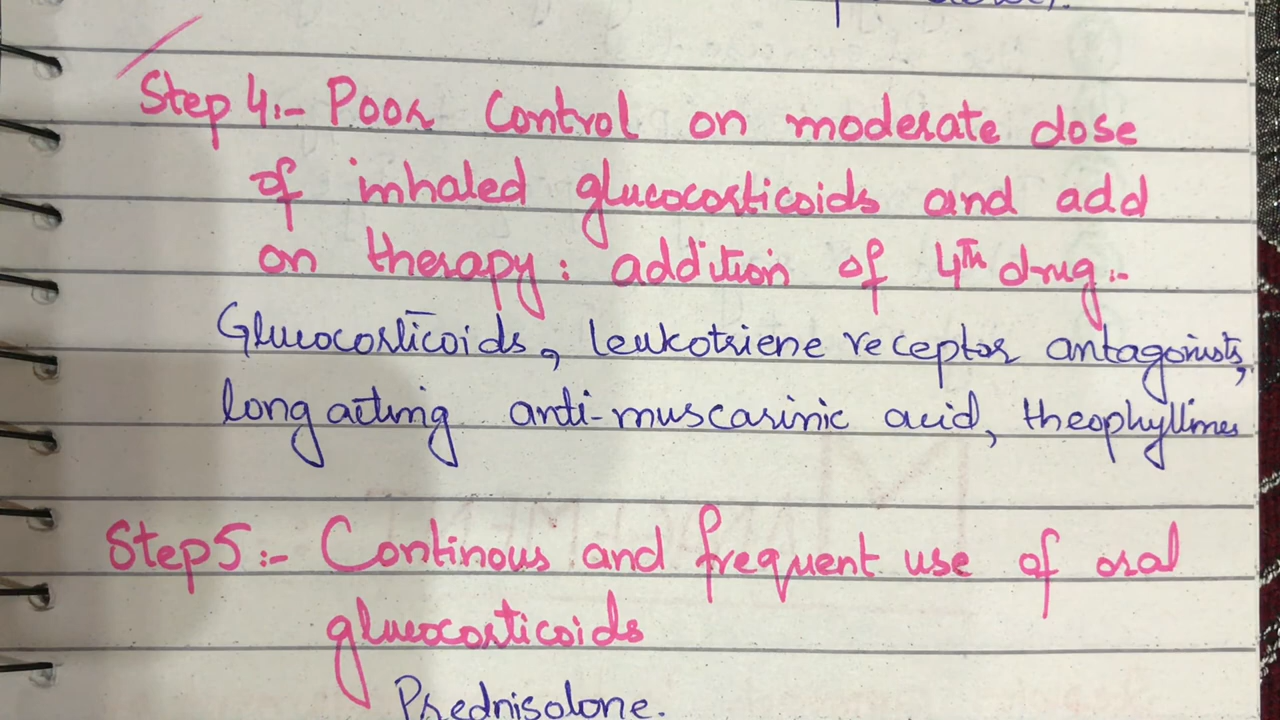 Step 4:- Poor Control on moderate dose
of inhaled glucocorticoids and add
on therapy: addition of 4th drug:-
Glucocorticoids, leukotriene receptor antagonists,
long acting anti-muscarinic acid, theophyllines
Step5:- Continous and frequent use of oral
glucocorticoids
Prednisolone.